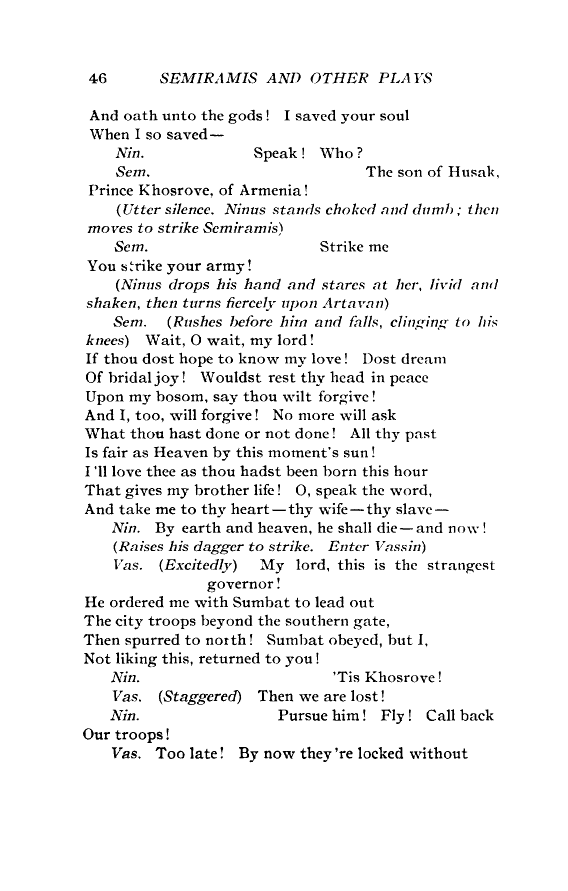 46 SEMIRAMIS AND OTHER PLAYS
And oath unto the gods! I saved your soul
When I so saved—
Nin. Speak! Who?
Sem. The son of Husak,
Prince Khosrove, of Armenia!
(Utter silence. Ninus stands choked and dumb; then
moves to strike Semiramis)
Sem. Strike me
You strike your army!
(Ninus drops his hand and stares at her, livid and
shaken, then turns fiercely upon Artavan)
Sem. (Rushes before him and falls, clinging to his
knees) Wait, O wait, my lord!
If thou dost hope to know my love! Dost dream
Of bridal joy! Wouldst rest thy head in peace
Upon my bosom, say thou wilt forgive!
And I, too, will forgive! No more will ask
What thou hast done or not done! All thy past
Is fair as Heaven by this moment's sun!
I 'll love thee as thou hadst been born this hour
That gives my brother life! O, speak the word,
And take me to thy heart—thy wife—thy slave—
Nin. By earth and heaven, he shall die—and now!
(Raises his dagger to strike. Enter Vassin)
Vas. (Excitedly) My lord, this is the strangest
governor!
He ordered me with Sumbat to lead out
The city troops beyond the southern gate,
Then spurred to north! Sumbat obeyed, but I,
Not liking this, returned to you!
Nin. 'Tis Khosrove!
Vas. (Staggered) Then we are lost!
Nin. Pursue him! Fly! Call back
Our troops!
Vas. Too late! By now they 're locked without